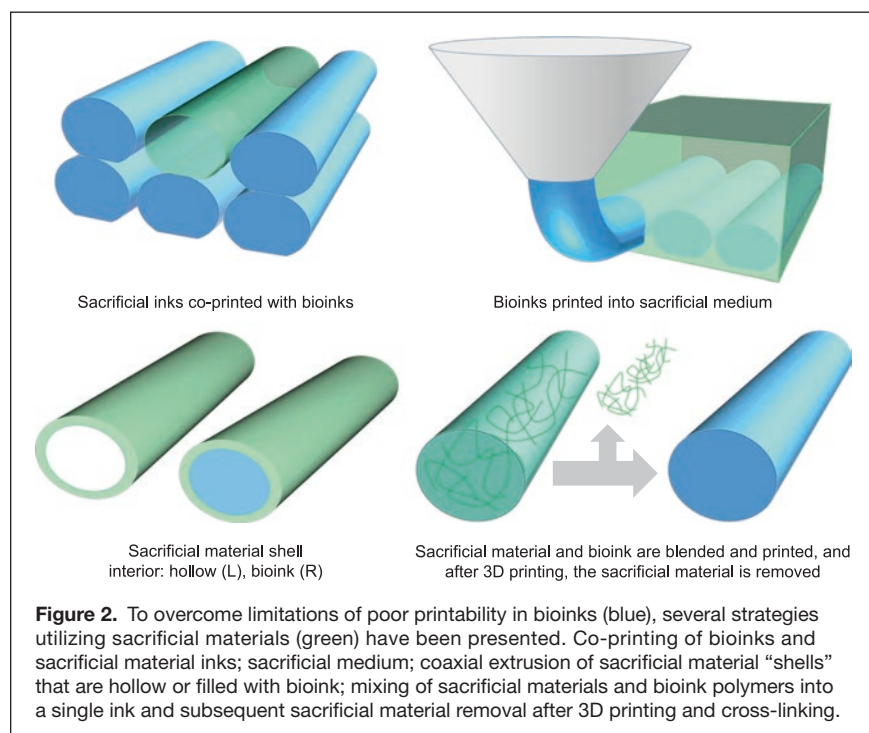 Sacrificial inks co-printed with bioinks
Bioinks printed into sacrificial medium
Sacrificial material shell
interior: hollow (L), bioink (R)
Sacrificial material and bioink are blended and printed, and
after 3D printing, the sacrificial material is removed
Figure 2. To overcome limitations of poor printability in bioinks (blue), several strategies
utilizing sacrificial materials (green) have been presented. Co-printing of bioinks and
sacrificial material inks; sacrificial medium; coaxial extrusion of sacrificial material “shells”
that are hollow or filled with bioink; mixing of sacrificial materials and bioink polymers into
a single ink and subsequent sacrificial material removal after 3D printing and cross-linking.